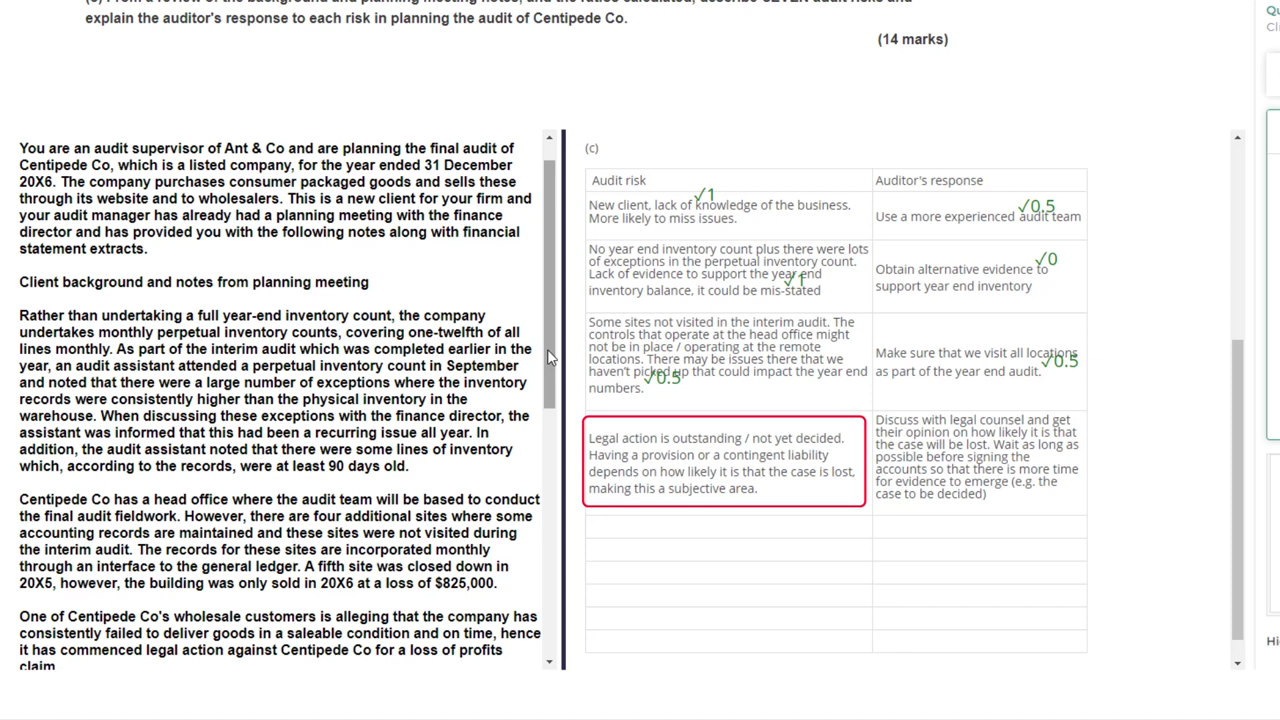 explain the auditor's response to each risk in planning the audit of Centipede Co.
(14 marks)
You are an audit supervisor of Ant & Co and are planning the final audit of
Centipede Co, which is a listed company, for the year ended 31 December
20X6. The company purchases consumer packaged goods and sells these
through its website and to wholesalers. This is a new client for your firm and
your audit manager has already had a planning meeting with the finance
director and has provided you with the following notes along with financial
statement extracts.
Client background and notes from planning meeting
Rather than undertaking a full year-end inventory count, the company
undertakes monthly perpetual inventory counts, covering one-twelfth of all
lines monthly. As part of the interim audit which was completed earlier in the
year, an audit assistant attended a perpetual inventory count in September
and noted that there were a large number of exceptions where the inventory
records were consistently higher than the physical inventory in the
warehouse. When discussing these exceptions with the finance director, the
assistant was informed that this had been a recurring issue all year. In
addition, the audit assistant noted that there were some lines of inventory
which, according to the records, were at least 90 days old.
Centipede Co has a head office where the audit team will be based to conduct
the final audit fieldwork. However, there are four additional sites where some
accounting records are maintained and these sites were not visited during
the interim audit. The records for these sites are incorporated monthly
through an interface to the general ledger. A fifth site was closed down in
20X5, however, the building was only sold in 20X6 at a loss of $825,000.
One of Centipede Co's wholesale customers is alleging that the company has
consistently failed to deliver goods in a saleable condition and on time, hence
it has commenced legal action against Centipede Co for a loss of profits
claim
(c)
Audit risk
Auditor's response
✓1
New client, lack of knowledge of the business.
More likely to miss issues.
✓0.5
Use a more experienced audit team
No year end inventory count plus there were lots
of exceptions in the perpetual inventory count.
Lack of evidence to support the year end
✓1
inventory balance, it could be mis-stated
✓0
Obtain alternative evidence to
support year end inventory
Some sites not visited in the interim audit. The
controls that operate at the head office might
not be in place / operating at the remote
locations. There may be issues there that we
haven't picked up that could impact the year end
✓0.5
numbers.
Make sure that we visit all locations
✓0.5
as part of the year end audit.
Legal action is outstanding / not yet decided.
Having a provision or a contingent liability
depends on how likely it is that the case is lost,
making this a subjective area.
Discuss with legal counsel and get
their opinion on how likely it is that
the case will be lost. Wait as long as
possible before signing the
accounts so that there is more time
for evidence to emerge (e.g. the
case to be decided)